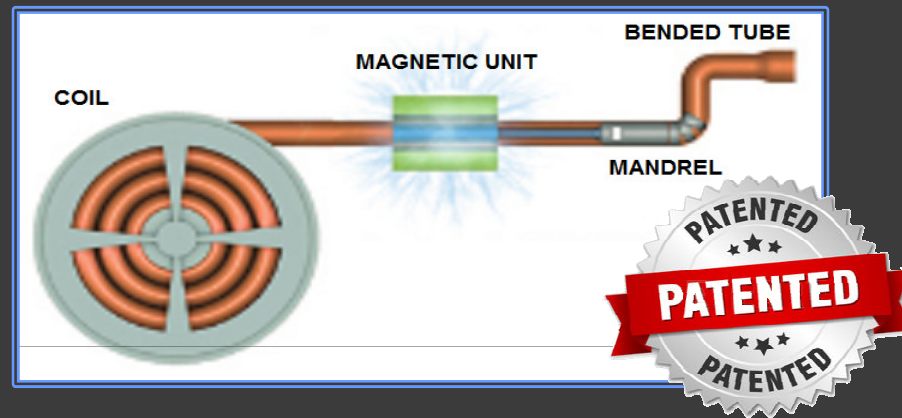 BENDED TUBE
MAGNETIC UNIT
COIL
MANDREL
PATENTED
PATENTED
PATENTED